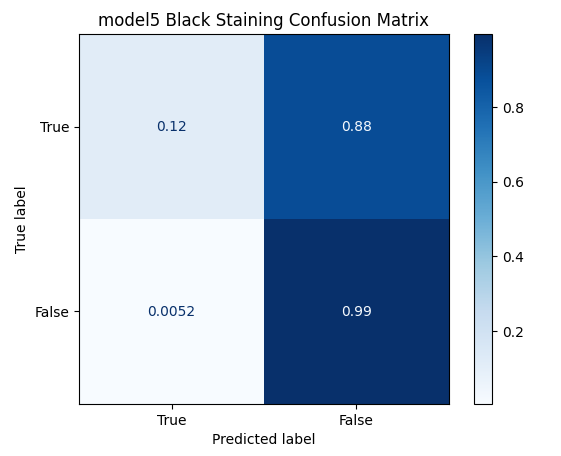 model5 Black Staining Confusion Matrix
True label
True
0.12
0.88
False
0.0052
0.99
True
False
Predicted label
0.8
0.6
0.4
0.2